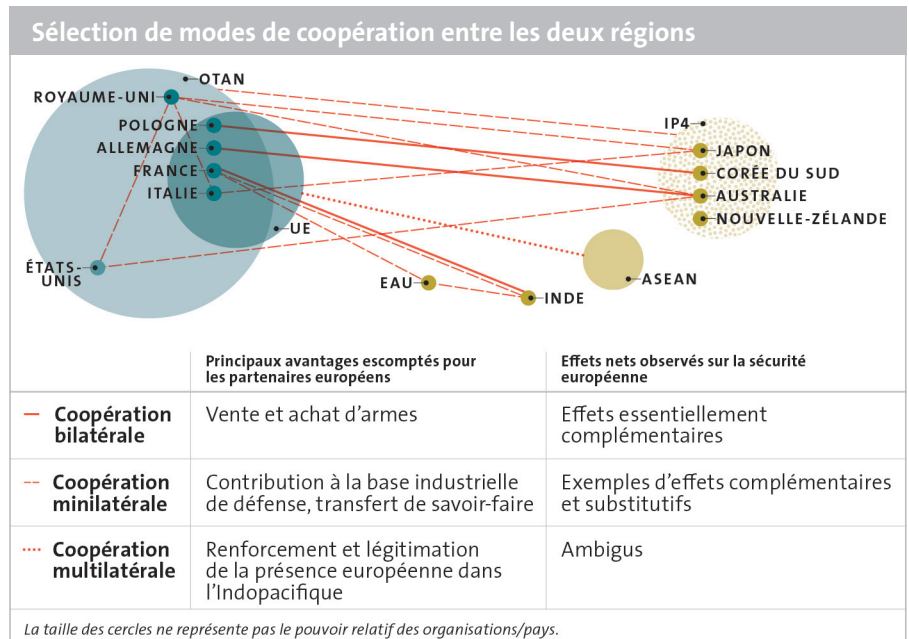 Sélection de modes de coopération entre les deux régions
OTAN
ROYAUME-UNI
POLOGNE
ALLEMAGNE
FRANCE
ITALIE
UE
ÉTATS-
UNIS
EAU
INDE
ASEAN
IP4
JAPON
CORÉE DU SUD
AUSTRALIE
NOUVELLE-ZÉLANDE
Principaux avantages escomptés pour
les partenaires européens
Effets nets observés sur la sécurité
européenne
Coopération
bilatérale
Vente et achat d’armes
Effets essentiellement
complémentaires
Coopération
minilatérale
Contribution à la base industrielle
de défense, transfert de savoir-faire
Exemples d’effets complémentaires
et substitutifs
Coopération
multilatérale
Renforcement et légitimation
de la présence européenne dans
l’Indopacifique
Ambigus
La taille des cercles ne représente pas le pouvoir relatif des organisations/pays.